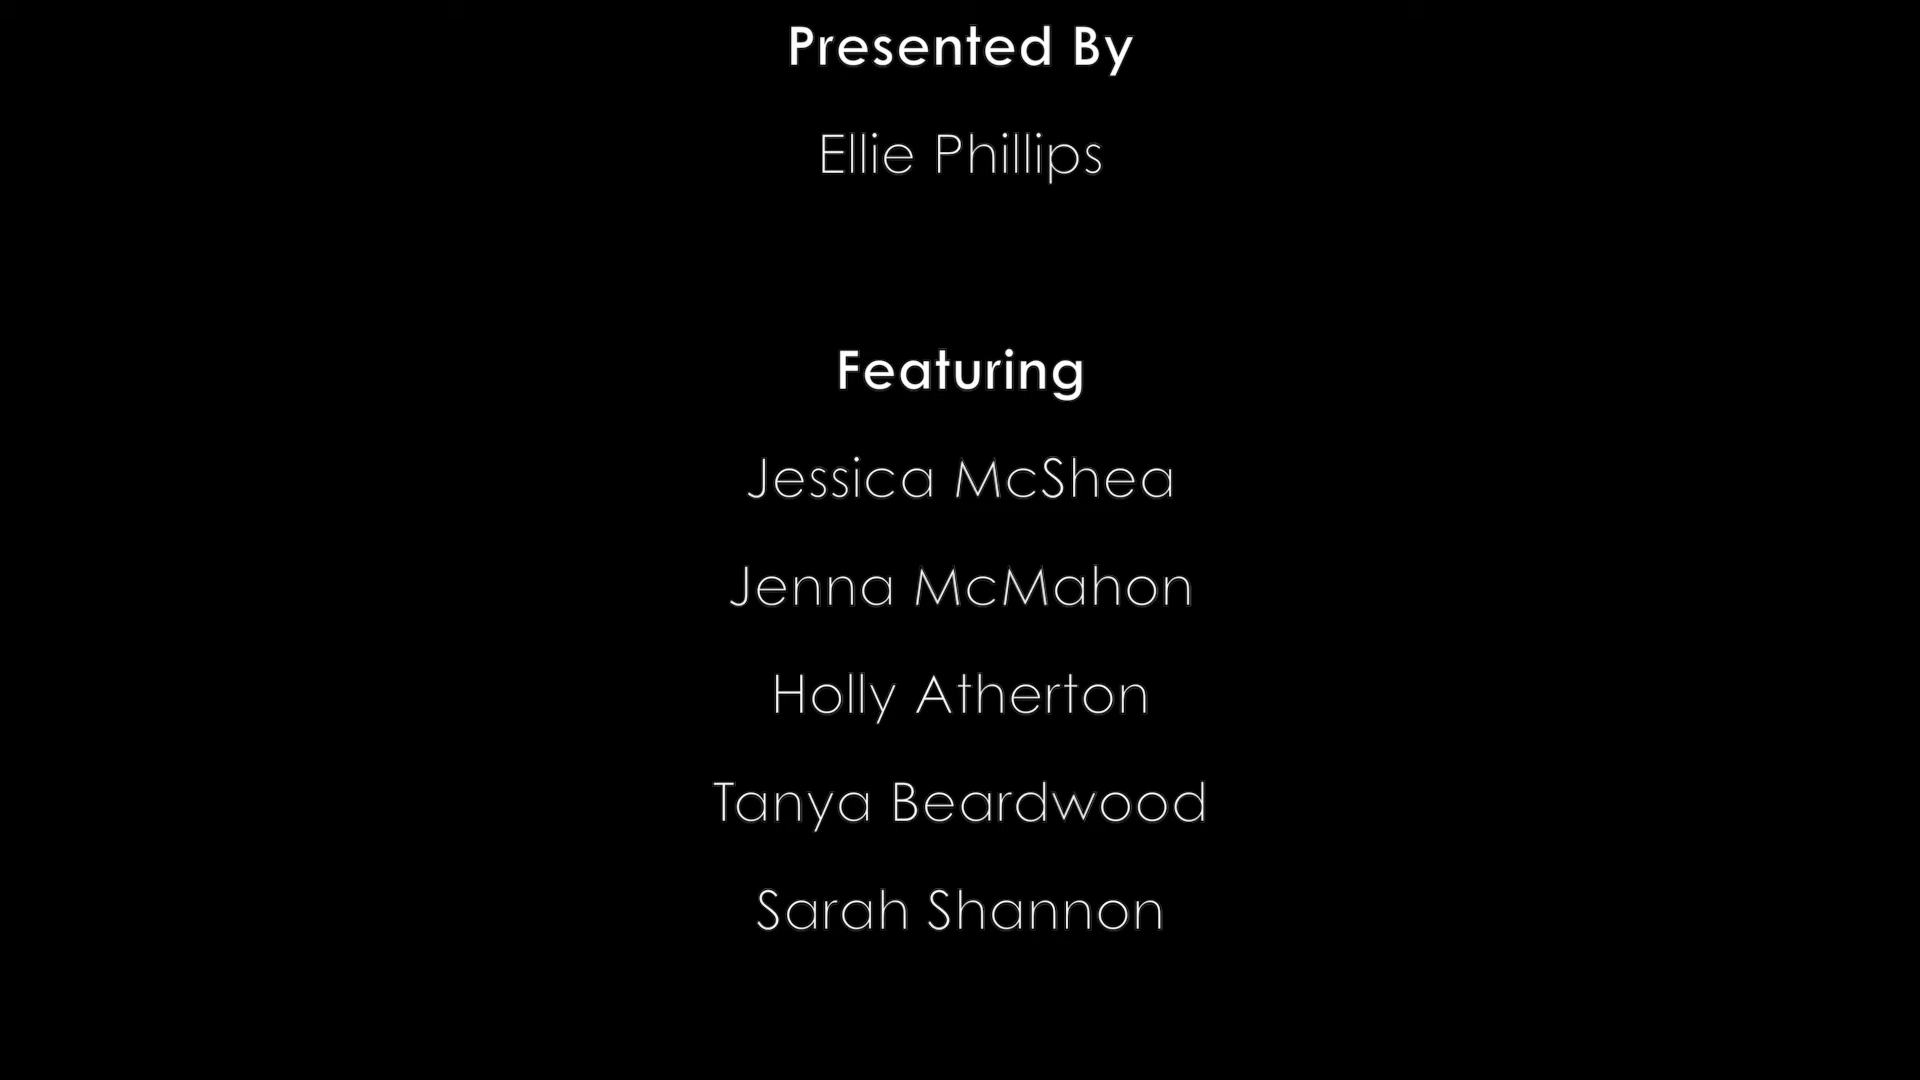 Presented By
Ellie Phillips
Featuring
Jessica McShea
Jenna McMahon
Holly Atherton
Tanya Beardwood
Sarah Shannon